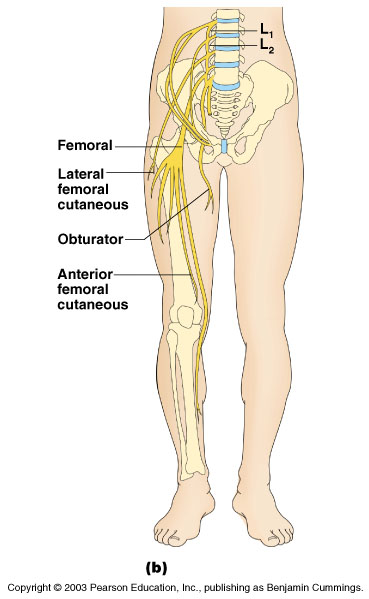 L1
L2
Femoral
Lateral
femoral
cutaneous
Obturator
Anterior
femoral
cutaneous
(b)
Copyright © 2003 Pearson Education, Inc., publishing as Benjamin Cummings.